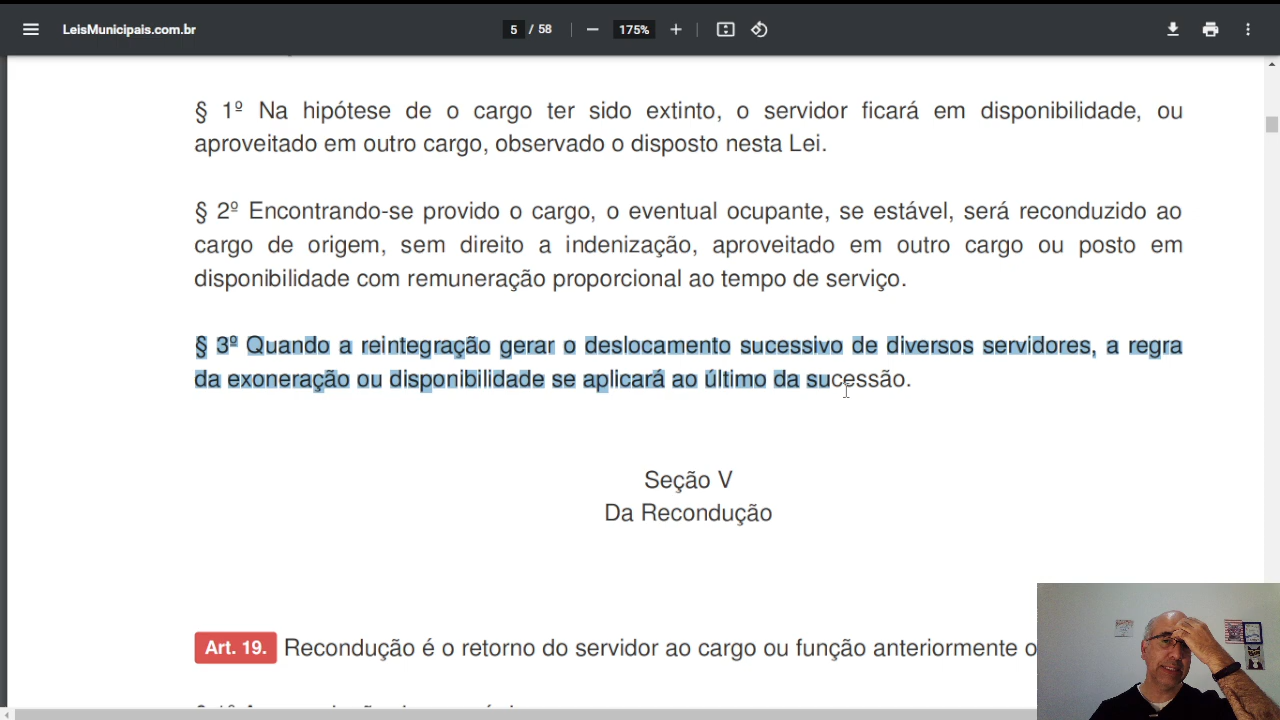 LeisMunicipais.com.br
5 / 58
175%
§ 1º Na hipótese de o cargo ter sido extinto, o servidor ficará em disponibilidade, ou
aproveitado em outro cargo, observado o disposto nesta Lei.
§ 2º Encontrando-se provido o cargo, o eventual ocupante, se estável, será reconduzido ao
cargo de origem, sem direito a indenização, aproveitado em outro cargo ou posto em
disponibilidade com remuneração proporcional ao tempo de serviço.
§ 3º Quando a reintegração gerar o deslocamento sucessivo de diversos servidores, a regra
da exoneração ou disponibilidade se aplicará ao último da sucessão.
Seção V
Da Recondução
Art. 19. Recondução é o retorno do servidor ao cargo ou função anteriormente